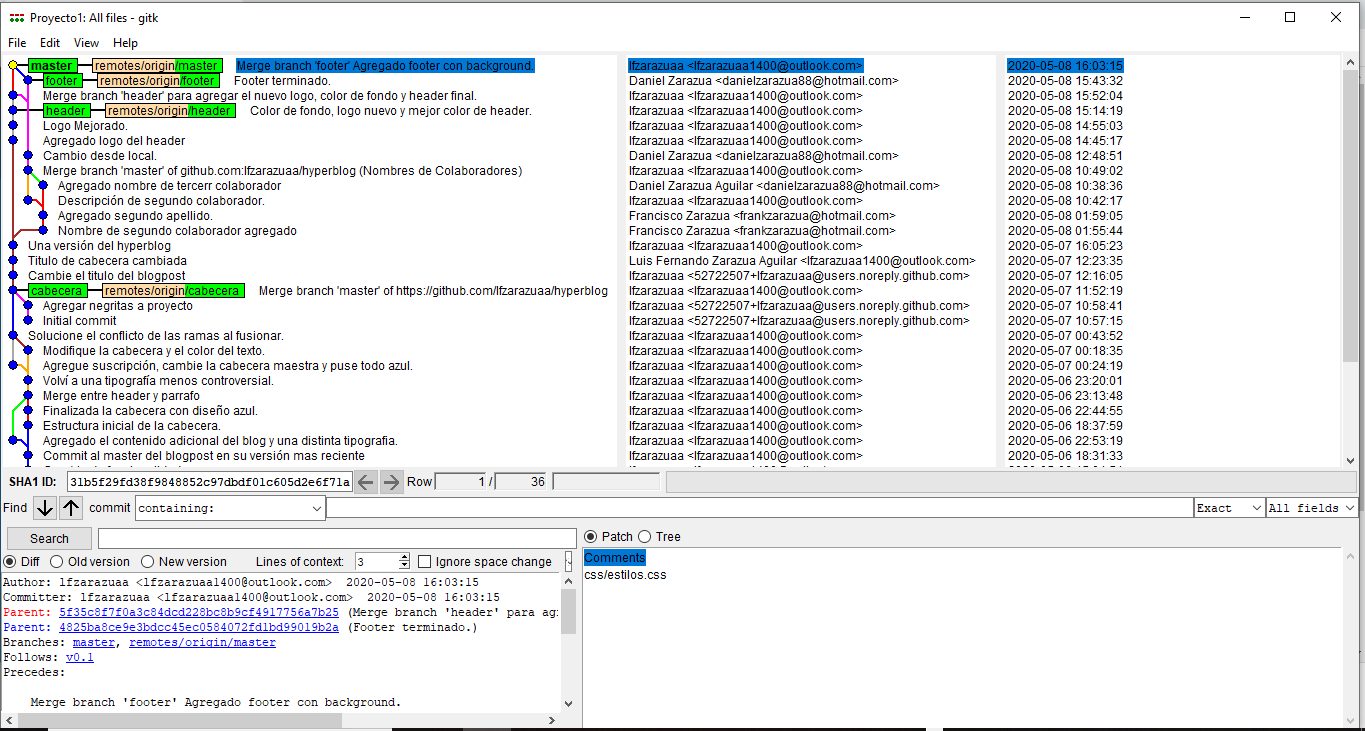 Proyecto1: All files - gitk
File Edit View Help
master remotes/origin/master Merge branch 'footer' Agregado footer con background. lfzarazuaa <lfzarazuaa1400@outlook.com> 2020-05-08 16:03:15
footer remotes/origin/footer Footer terminado. Daniel Zarazua <danielzarazua88@hotmail.com> 2020-05-08 15:43:32
Merge branch 'header' para agregar el nuevo logo, color de fondo y header final. lfzarazuaa <lfzarazuaa1400@outlook.com> 2020-05-08 15:52:04
header remotes/origin/header Color de fondo, logo nuevo y mejor color de header. lfzarazuaa <lfzarazuaa1400@outlook.com> 2020-05-08 15:14:19
Logo Mejorado. lfzarazuaa <lfzarazuaa1400@outlook.com> 2020-05-08 14:55:03
Agregado logo del header lfzarazuaa <lfzarazuaa1400@outlook.com> 2020-05-08 14:45:17
Cambio desde local. Daniel Zarazua <danielzarazua88@hotmail.com> 2020-05-08 12:48:51
Merge branch 'master' of github.com:lfzarazuaa/hyperblog (Nombres de Colaboradores) lfzarazuaa <lfzarazuaa1400@outlook.com> 2020-05-08 10:49:02
Agregado nombre de tercerr colaborador Daniel Zarazua Aguilar <danielzarazua88@hotmail.com> 2020-05-08 10:38:36
Descripción de segundo colaborador. lfzarazuaa <lfzarazuaa1400@outlook.com> 2020-05-08 10:42:17
Agregado segundo apellido. Francisco Zarazua <frankzarazua@hotmail.com> 2020-05-08 01:59:05
Nombre de segundo colaborador agregado Francisco Zarazua <frankzarazua@hotmail.com> 2020-05-08 01:55:44
Una versión del hyperblog lfzarazuaa <lfzarazuaa1400@outlook.com> 2020-05-07 16:05:23
Titulo de cabecera cambiada Luis Fernando Zarazua Aguilar <lfzarazuaa1400@outlook.com> 2020-05-07 12:23:35
Cambie el titulo del blogpost lfzarazuaa <52722507+lfzarazuaa@users.noreply.github.com> 2020-05-07 12:16:05
cabecera remotes/origin/cabecera Merge branch 'master' of https://github.com/lfzarazuaa/hyperblog lfzarazuaa <lfzarazuaa1400@outlook.com> 2020-05-07 11:52:19
Agregar negritas a proyecto lfzarazuaa <52722507+lfzarazuaa@users.noreply.github.com> 2020-05-07 10:58:41
Initial commit lfzarazuaa <52722507+lfzarazuaa@users.noreply.github.com> 2020-05-07 10:57:15
Solucione el conflicto de las ramas al fusionar. lfzarazuaa <lfzarazuaa1400@outlook.com> 2020-05-07 00:43:52
Modifique la cabecera y el color del texto. lfzarazuaa <lfzarazuaa1400@outlook.com> 2020-05-07 00:18:35
Agregue suscripción, cambie la cabecera maestra y puse todo azul. lfzarazuaa <lfzarazuaa1400@outlook.com> 2020-05-07 00:24:19
Volví a una tipografía menos controversial. lfzarazuaa <lfzarazuaa1400@outlook.com> 2020-05-06 23:20:01
Merge entre header y parrafo lfzarazuaa <lfzarazuaa1400@outlook.com> 2020-05-06 23:13:48
Finalizada la cabecera con diseño azul. lfzarazuaa <lfzarazuaa1400@outlook.com> 2020-05-06 22:44:55
Estructura inicial de la cabecera. lfzarazuaa <lfzarazuaa1400@outlook.com> 2020-05-06 18:37:59
Agregado el contenido adicional del blog y una distinta tipografia. lfzarazuaa <lfzarazuaa1400@outlook.com> 2020-05-06 22:53:19
Commit al master del blogpost en su versión mas reciente lfzarazuaa <lfzarazuaa1400@outlook.com> 2020-05-06 18:31:33
SHA1 ID: 31b5f29fd38f9848852c97dbdf01c605d2e6f71a Row 1 / 36
Find commit containing: Exact All fields
Search Patch Tree
Diff Old version New version Lines of context: 3 Ignore space change
Comments
css/estilos.css
Author: lfzarazuaa <lfzarazuaa1400@outlook.com> 2020-05-08 16:03:15
Committer: lfzarazuaa <lfzarazuaa1400@outlook.com> 2020-05-08 16:03:15
Parent: 5f35c8f7f0a3c84dcd228bc8b9cf4917756a7b25 (Merge branch 'header' para ag
Parent: 4825ba8ce9e3bdcc45ec0584072fd1bd99019b2a (Footer terminado.)
Branches: master, remotes/origin/master
Follows: v0.1
Precedes:
Merge branch 'footer' Agregado footer con background.